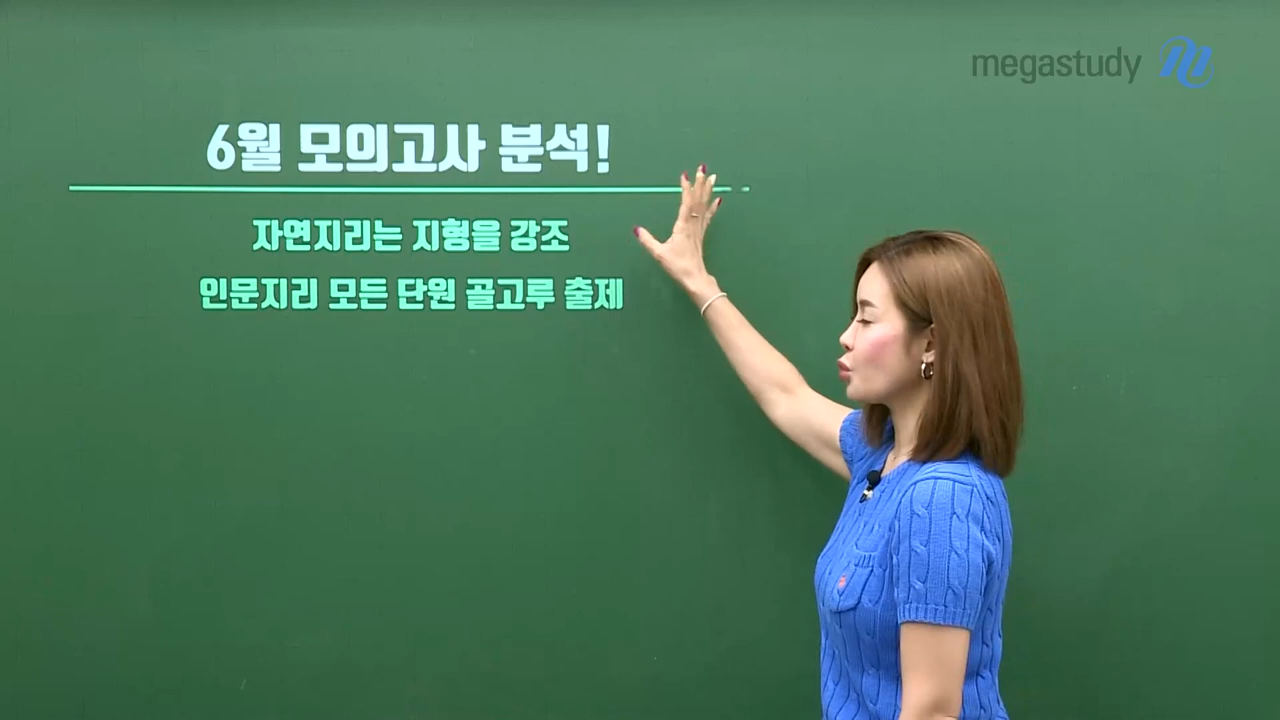 megastudy
6월 모의고사 분석!
자연지리는 지형을 강조
인문지리 모든 단원 골고루 출제